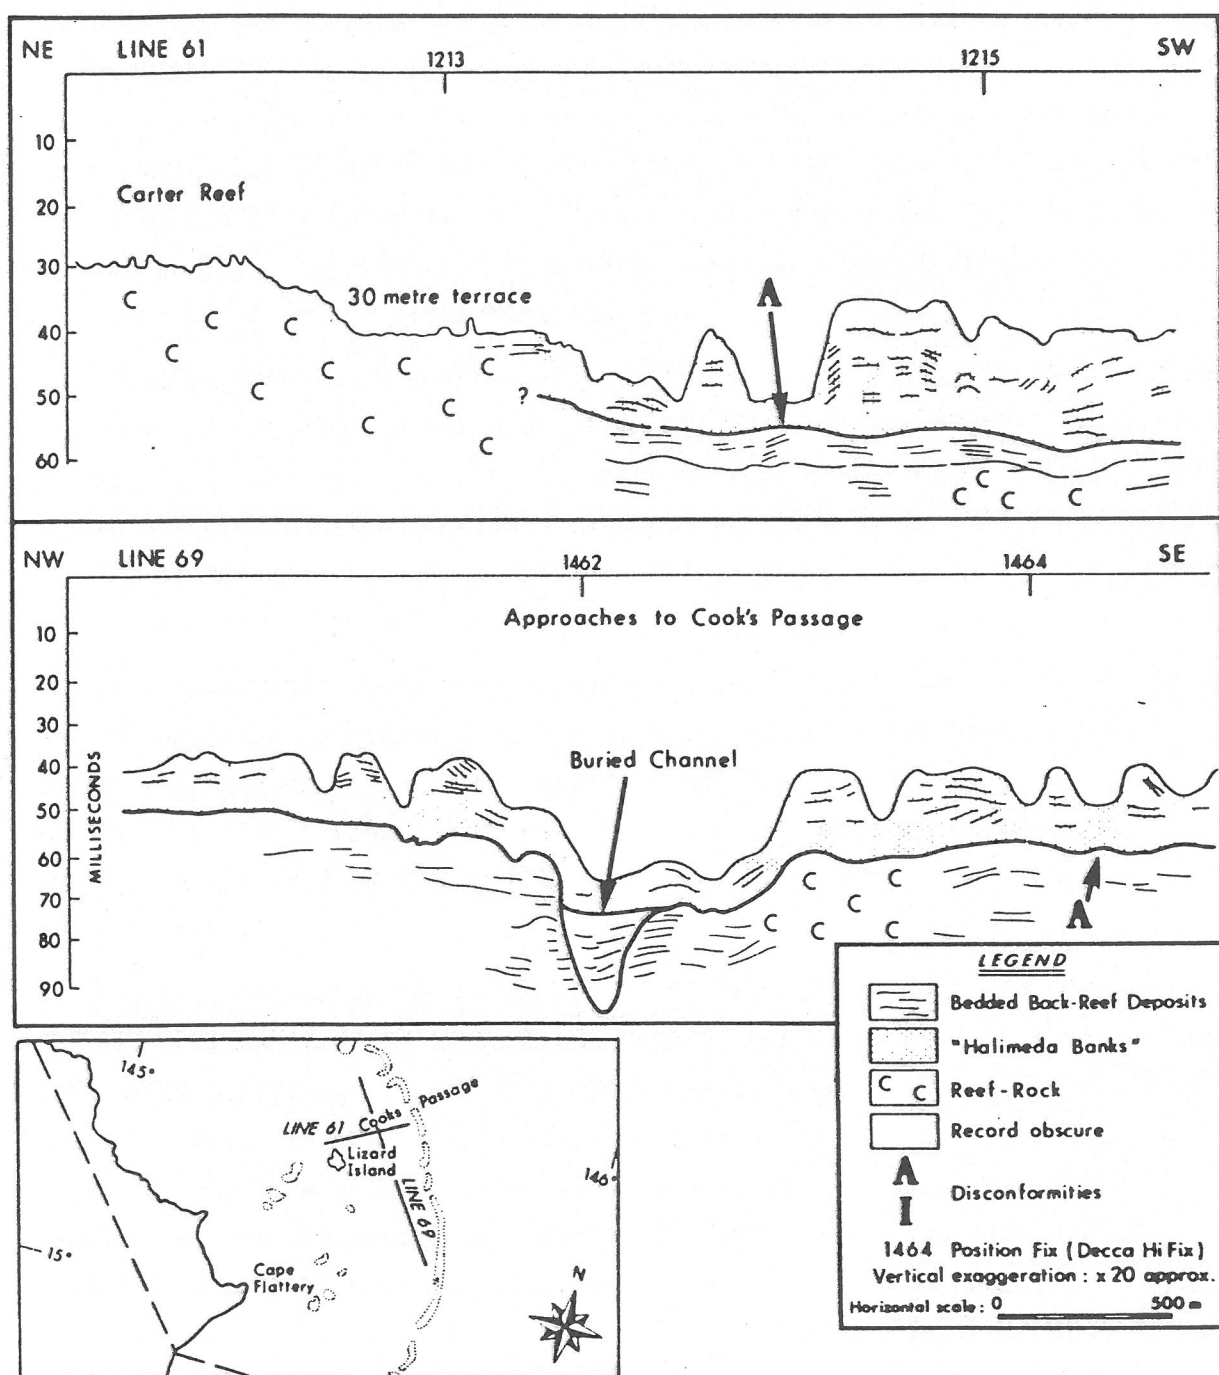 NE LINE 61 1213 1215 SW
10
Carter Reef
20
30
30 metre terrace
A
40
50
?
60
C C C C C C C C C C C C C C C
NW LINE 69 1462 1464 SE
Approaches to Cook's Passage
10
20
30
40
50
60
70
80
90
MILLISECONDS
Buried Channel
C C C C C C
A
LEGEND
Bedded Back-Reef Deposits
"Halimeda Banks"
C C Reef-Rock
Record obscure
A
I
Disconformities
1464 Position Fix (Decca Hi Fix)
Vertical exaggeration : x 20 approx.
Horizontal scale : 0 500 m
145°
LINE 61 Cooks Passage
Lizard
Island
LINE 69
146°
15°
Cape
Flattery
N